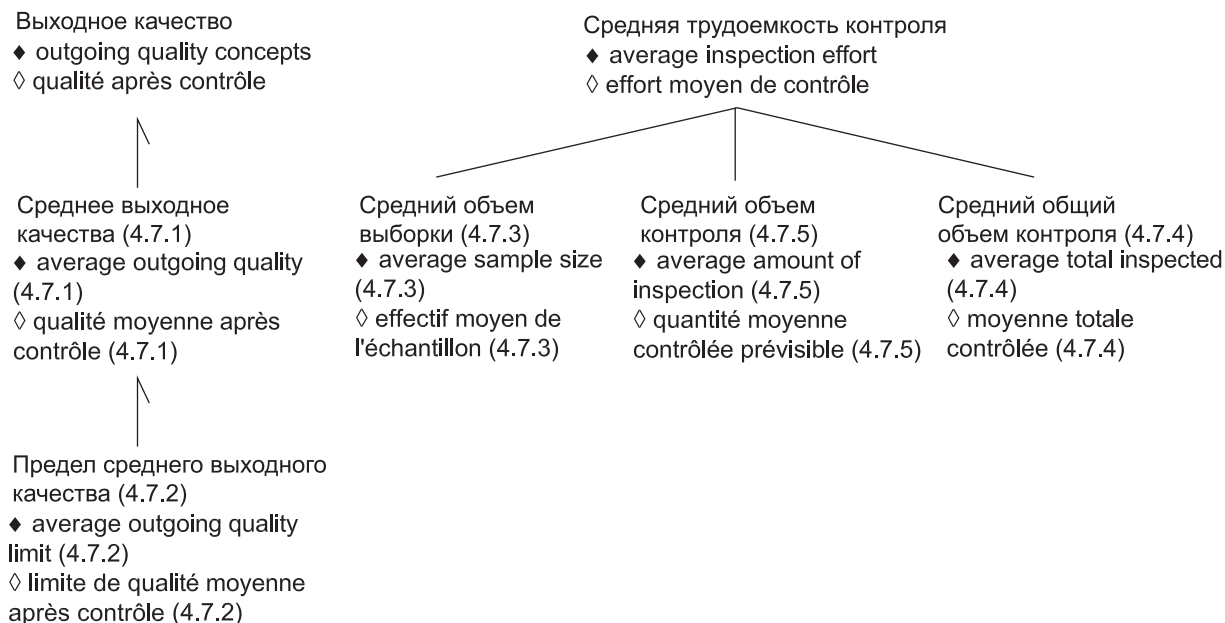 Выходное качество
♦ outgoing quality concepts
◊ qualité après contrôle
Средняя трудоемкость контроля
♦ average inspection effort
◊ effort moyen de contrôle
Среднее выходное
качества (4.7.1)
♦ average outgoing quality
(4.7.1)
◊ qualité moyenne après
contrôle (4.7.1)
Средний объем
выборки (4.7.3)
♦ average sample size
(4.7.3)
◊ effectif moyen de
l'échantillon (4.7.3)
Средний объем
контроля (4.7.5)
♦ average amount of
inspection (4.7.5)
◊ quantité moyenne
contrôlée prévisible (4.7.5)
Средний общий
объем контроля (4.7.4)
♦ average total inspected
(4.7.4)
◊ moyenne totale
contrôlée (4.7.4)
Предел среднего выходного
качества (4.7.2)
♦ average outgoing quality
limit (4.7.2)
◊ limite de qualité moyenne
après contrôle (4.7.2)